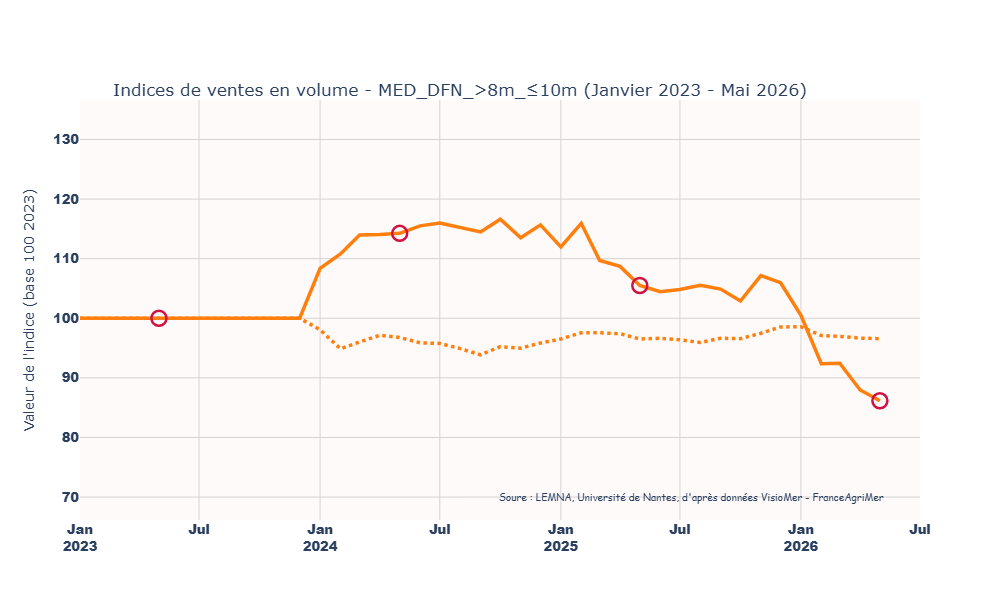 Indices de ventes en volume - MED_DFN_>8m_≤10m (Janvier 2023 - Mai 2026)
Valeur de l'indice (base 100 2023)
130
120
110
100
90
80
70
Soure : LEMNA, Université de Nantes, d'après données VisioMer - FranceAgriMer
Jan Jul Jan Jul Jan Jul Jan Jul
2023 2024 2025 2026